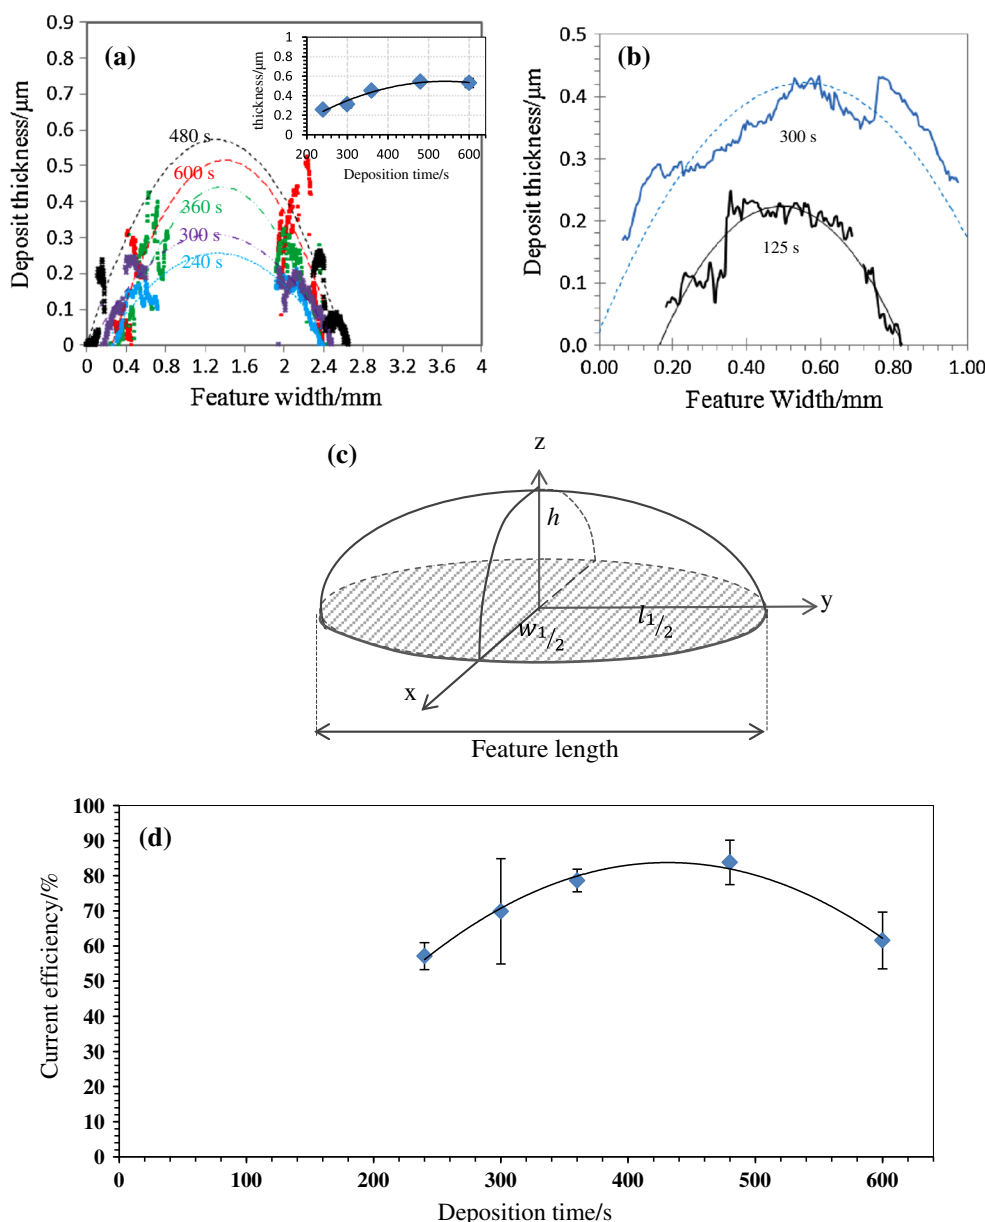 (a)
Deposit thickness/µm
0.9
0.8
0.7
0.6
0.5
0.4
0.3
0.2
0.1
0
480 s
600 s
360 s
300 s
240 s
thickness/µm
1
0.8
0.6
0.4
0.2
0
200 300 400 500 600
Deposition time/s
0 0.4 0.8 1.2 1.6 2 2.4 2.8 3.2 3.6 4
Feature width/mm
(b)
Deposit thickness/µm
0.5
0.4
0.3
0.2
0.1
0.0
300 s
125 s
0.00 0.20 0.40 0.60 0.80 1.00
Feature Width/mm
(c)
z
h
y
l1/2
w1/2
x
Feature length
(d)
Current efficiency/%
100
90
80
70
60
50
40
30
20
10
0
0 100 200 300 400 500 600
Deposition time/s